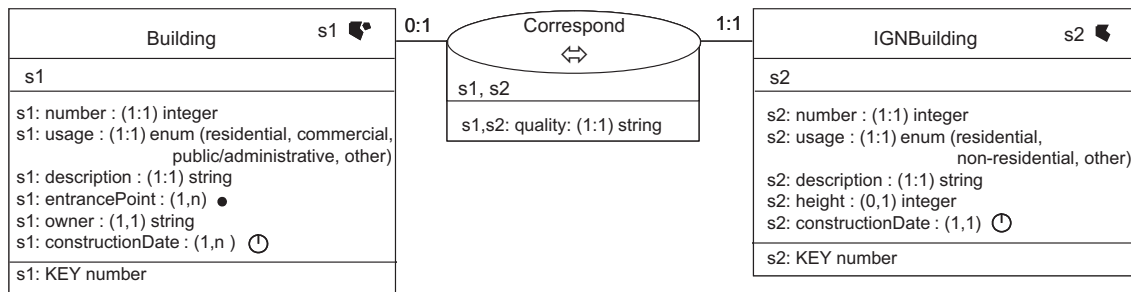 Building s1
s1
s1: number : (1:1) integer
s1: usage : (1:1) enum (residential, commercial,
public/administrative, other)
s1: description : (1:1) string
s1: entrancePoint : (1,n) ●
s1: owner : (1,1) string
s1: constructionDate : (1,n )
s1: KEY number
0:1
Correspond
⇔
s1, s2
s1,s2: quality: (1:1) string
1:1
IGNBuilding s2
s2
s2: number : (1:1) integer
s2: usage : (1:1) enum (residential,
non-residential, other)
s2: description : (1:1) string
s2: height : (0,1) integer
s2: constructionDate : (1,1)
s2: KEY number